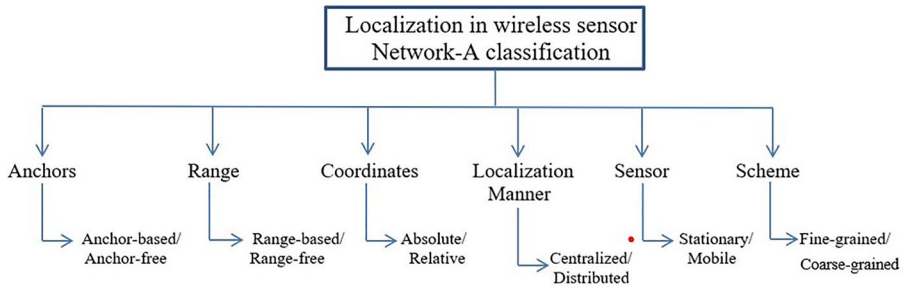 Localization in wireless sensor
Network-A classification
Anchors
Range
Coordinates
Localization
Manner
Sensor
Scheme
Anchor-based/
Anchor-free
Range-based/
Range-free
Absolute/
Relative
Centralized/
Distributed
Stationary/
Mobile
Fine-grained/
Coarse-grained